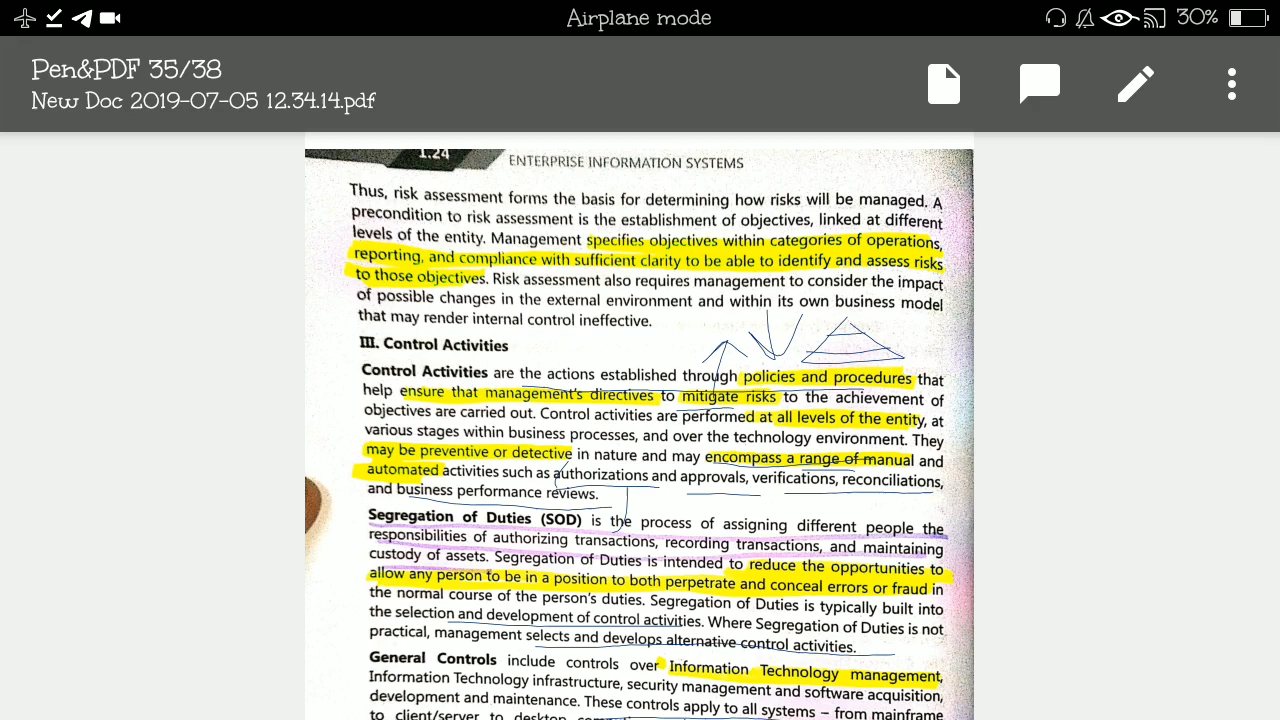 Airplane mode
30%
Pen&PDF 35/38
New Doc 2019-07-05 12.34.14.pdf
1.24
ENTERPRISE INFORMATION SYSTEMS
Thus, risk assessment forms the basis for determining how risks will be managed. A
precondition to risk assessment is the establishment of objectives, linked at different
levels of the entity. Management specifies objectives within categories of operations,
reporting, and compliance with sufficient clarity to be able to identify and assess risks
to those objectives. Risk assessment also requires management to consider the impact
of possible changes in the external environment and within its own business model
that may render internal control ineffective.
III. Control Activities
Control Activities are the actions established through policies and procedures that
help ensure that management's directives to mitigate risks to the achievement of
objectives are carried out. Control activities are performed at all levels of the entity, at
various stages within business processes, and over the technology environment. They
may be preventive or detective in nature and may encompass a range of manual and
automated activities such as authorizations and approvals, verifications, reconciliations,
and business performance reviews.
Segregation of Duties (SOD) is the process of assigning different people the
responsibilities of authorizing transactions, recording transactions, and maintaining
custody of assets. Segregation of Duties is intended to reduce the opportunities to
allow any person to be in a position to both perpetrate and conceal errors or fraud in
the normal course of the person's duties. Segregation of Duties is typically built into
the selection and development of control activities. Where Segregation of Duties is not
practical, management selects and develops alternative control activities.
General Controls include controls over Information Technology management,
Information Technology infrastructure, security management and software acquisition,
development and maintenance. These controls apply to all systems – from mainframe
to client/server to desktop